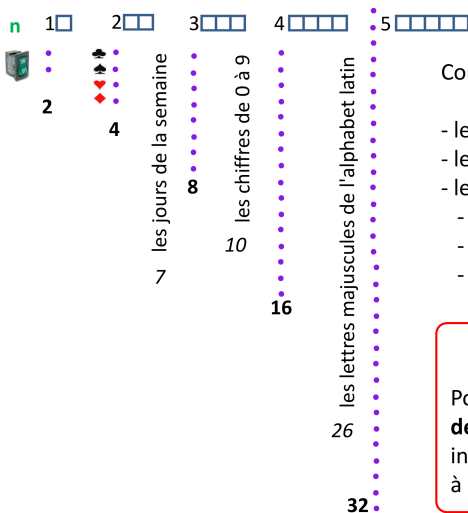 n 1 2 3 4 5
2
4
les jours de la semaine
7
8
les chiffres de 0 à 9
10
16
les lettres majuscules de l'alphabet latin
26
32
Co
- le
- le
- le
-
-
-
Po
de
in
à